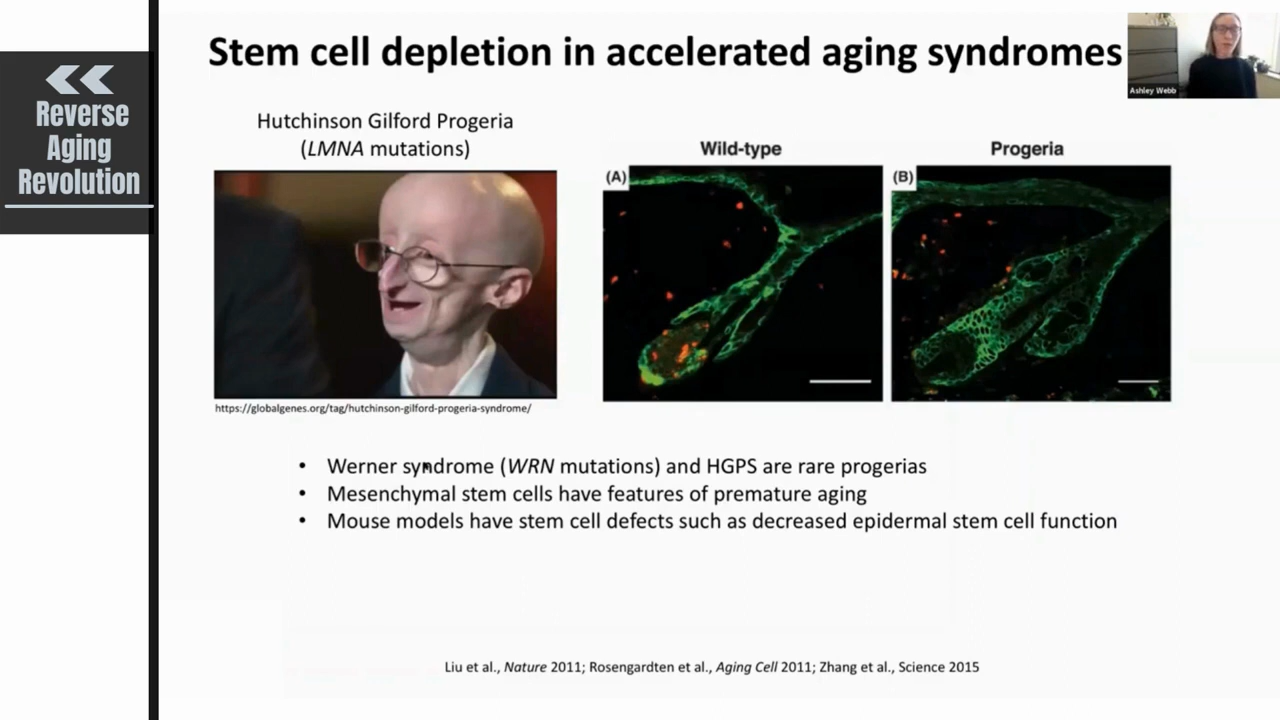 Stem cell depletion in accelerated aging syndromes
Ashley Webb
Reverse
Aging
Revolution
Hutchinson Gilford Progeria
(LMNA mutations)
Wild-type
Progeria
(A)
(B)
https://globalgenes.org/tag/hutchinson-gilford-progeria-syndrome/
• Werner syndrome (WRN mutations) and HGPS are rare progerias
• Mesenchymal stem cells have features of premature aging
• Mouse models have stem cell defects such as decreased epidermal stem cell function
Liu et al., Nature 2011; Rosengardten et al., Aging Cell 2011; Zhang et al., Science 2015